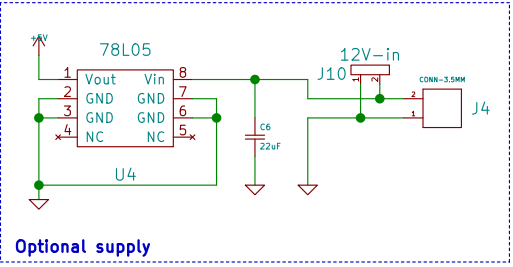 +5V
78L05
12V-in
J10
1 Vout Vin 8
2 GND GND 7
3 GND GND 6
4 NC NC 5
1 2
CONN-3.5MM
2
1
J4
C6
22uF
U4
Optional supply